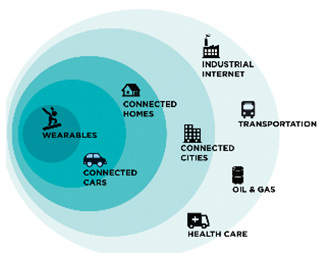 INDUSTRIAL
INTERNET
CONNECTED
HOMES
TRANSPORTATION
WEARABLES
CONNECTED
CITIES
CONNECTED
CARS
OIL & GAS
HEALTH CARE